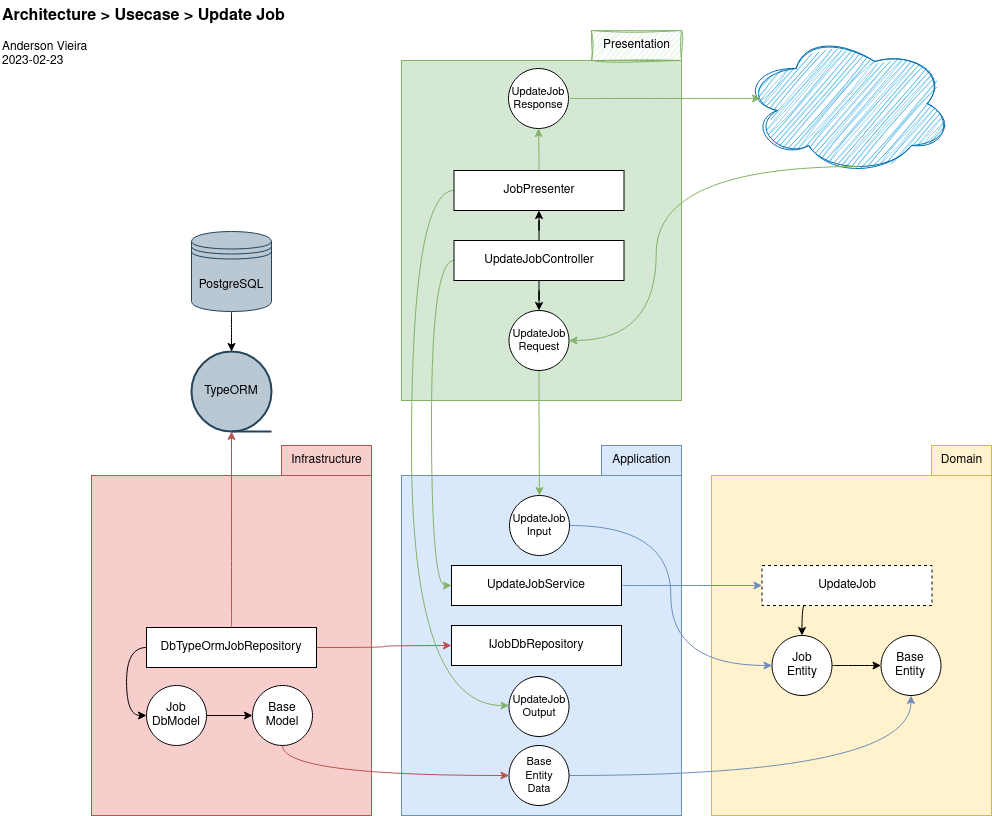 Architecture > Usecase > Update Job
Anderson Vieira
2023-02-23
Presentation
UpdateJob
Response
JobPresenter
UpdateJobController
UpdateJob
Request
PostgreSQL
TypeORM
Infrastructure
DbTypeOrmJobRepository
Job
DbModel
Base
Model
Application
UpdateJob
Input
UpdateJobService
IJobDbRepository
UpdateJob
Output
Base
Entity
Data
Domain
UpdateJob
Job
Entity
Base
Entity